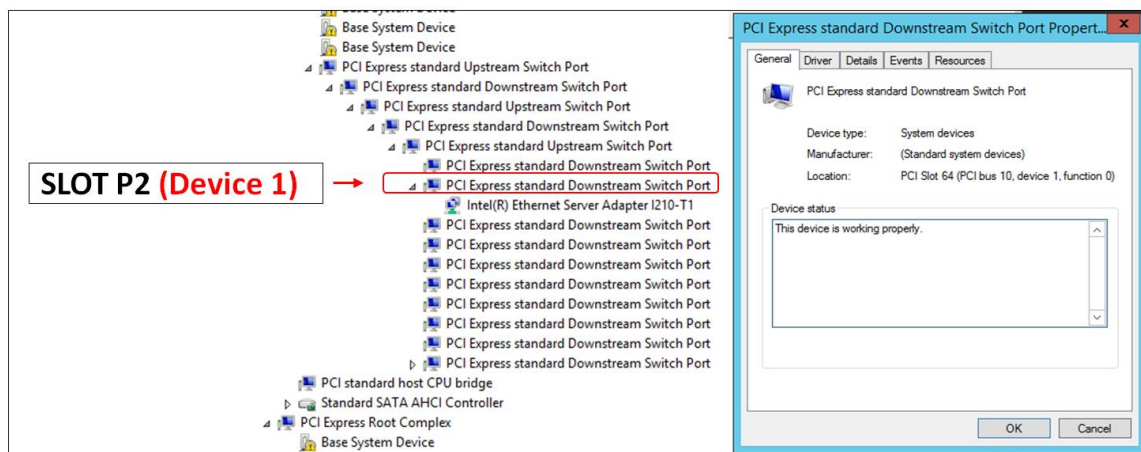 Base System Device
Base System Device
Base System Device
PCI Express standard Upstream Switch Port
PCI Express standard Downstream Switch Port
PCI Express standard Upstream Switch Port
PCI Express standard Downstream Switch Port
PCI Express standard Upstream Switch Port
PCI Express standard Downstream Switch Port
SLOT P2 (Device 1)
PCI Express standard Downstream Switch Port
Intel(R) Ethernet Server Adapter I210-T1
PCI Express standard Downstream Switch Port
PCI Express standard Downstream Switch Port
PCI Express standard Downstream Switch Port
PCI Express standard Downstream Switch Port
PCI Express standard Downstream Switch Port
PCI Express standard Downstream Switch Port
PCI Express standard Downstream Switch Port
PCI Express standard Downstream Switch Port
PCI standard host CPU bridge
Standard SATA AHCI Controller
PCI Express Root Complex
Base System Device
PCI Express standard Downstream Switch Port Propert...
General Driver Details Events Resources
PCI Express standard Downstream Switch Port
Device type: System devices
Manufacturer: (Standard system devices)
Location: PCI Slot 64 (PCI bus 10, device 1, function 0)
Device status
This device is working properly.
OK Cancel